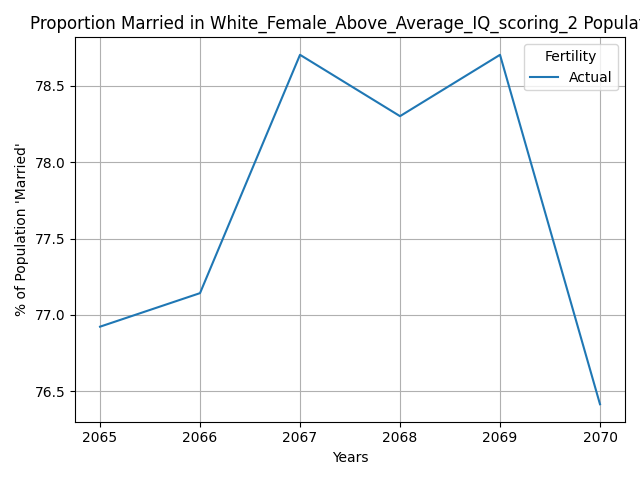 Proportion Married in White_Female_Above_Average_IQ_scoring_2 Populat
Fertility
Actual
78.5
78.0
77.5
77.0
76.5
% of Population 'Married'
2065 2066 2067 2068 2069 2070
Years